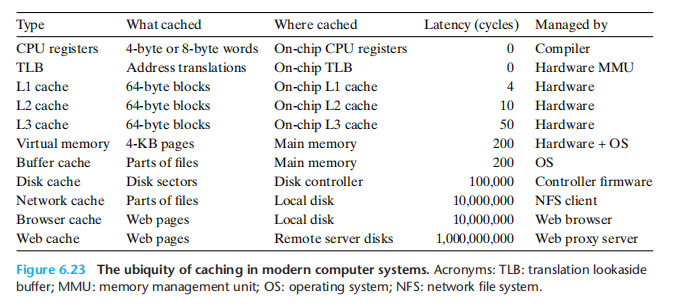 Type What cached Where cached Latency (cycles) Managed by
CPU registers 4-byte or 8-byte words On-chip CPU registers 0 Compiler
TLB Address translations On-chip TLB 0 Hardware MMU
L1 cache 64-byte blocks On-chip L1 cache 4 Hardware
L2 cache 64-byte blocks On-chip L2 cache 10 Hardware
L3 cache 64-byte blocks On-chip L3 cache 50 Hardware
Virtual memory 4-KB pages Main memory 200 Hardware + OS
Buffer cache Parts of files Main memory 200 OS
Disk cache Disk sectors Disk controller 100,000 Controller firmware
Network cache Parts of files Local disk 10,000,000 NFS client
Browser cache Web pages Local disk 10,000,000 Web browser
Web cache Web pages Remote server disks 1,000,000,000 Web proxy server
Figure 6.23 The ubiquity of caching in modern computer systems. Acronyms: TLB: translation lookaside
buffer; MMU: memory management unit; OS: operating system; NFS: network file system.